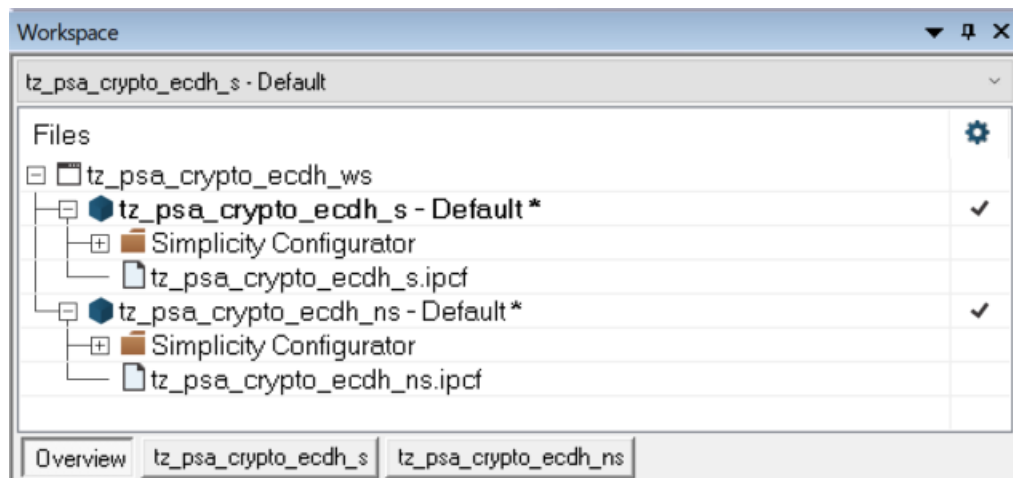 Workspace
tz_psa_crypto_ecdh_s - Default
Files
tz_psa_crypto_ecdh_ws
tz_psa_crypto_ecdh_s - Default *
Simplicity Configurator
tz_psa_crypto_ecdh_s.ipcf
tz_psa_crypto_ecdh_ns - Default *
Simplicity Configurator
tz_psa_crypto_ecdh_ns.ipcf
Overview tz_psa_crypto_ecdh_s tz_psa_crypto_ecdh_ns